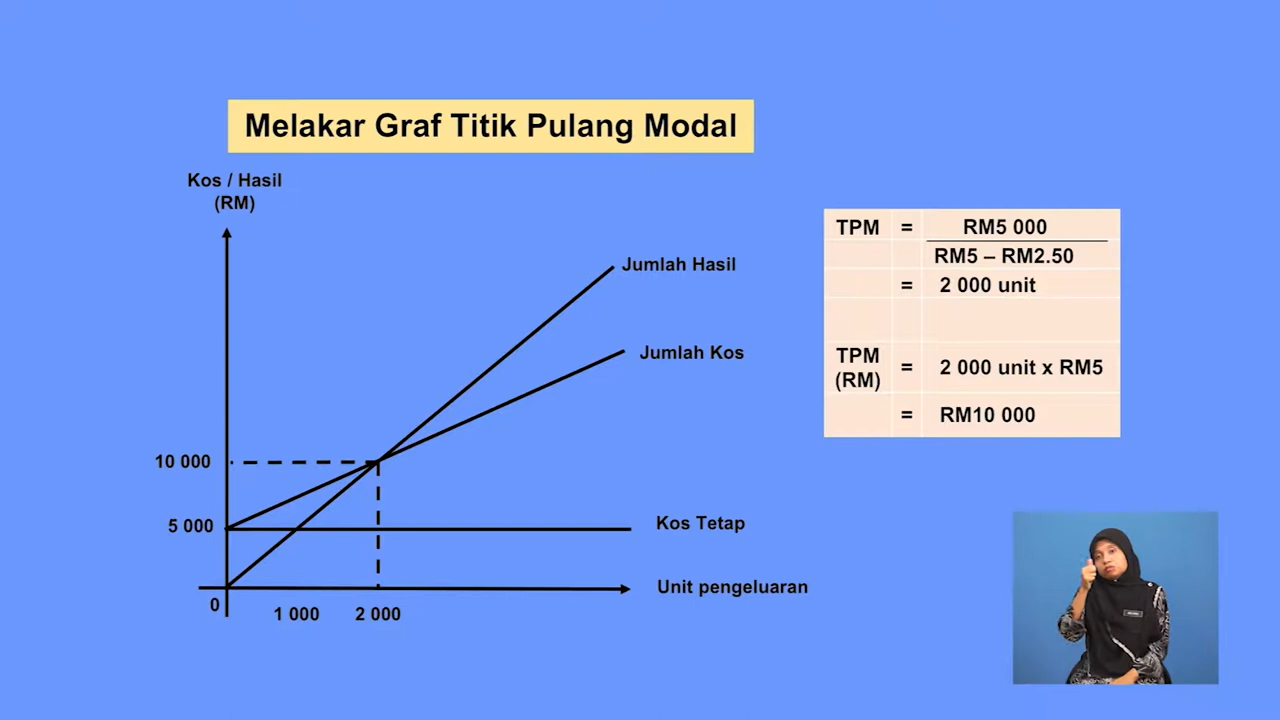 Melakar Graf Titik Pulang Modal
Kos / Hasil
(RM)
Jumlah Hasil
Jumlah Kos
10 000
5 000
Kos Tetap
Unit pengeluaran
0
1 000
2 000
TPM = RM5 000
RM5 – RM2.50
= 2 000 unit
TPM
(RM) = 2 000 unit x RM5
= RM10 000